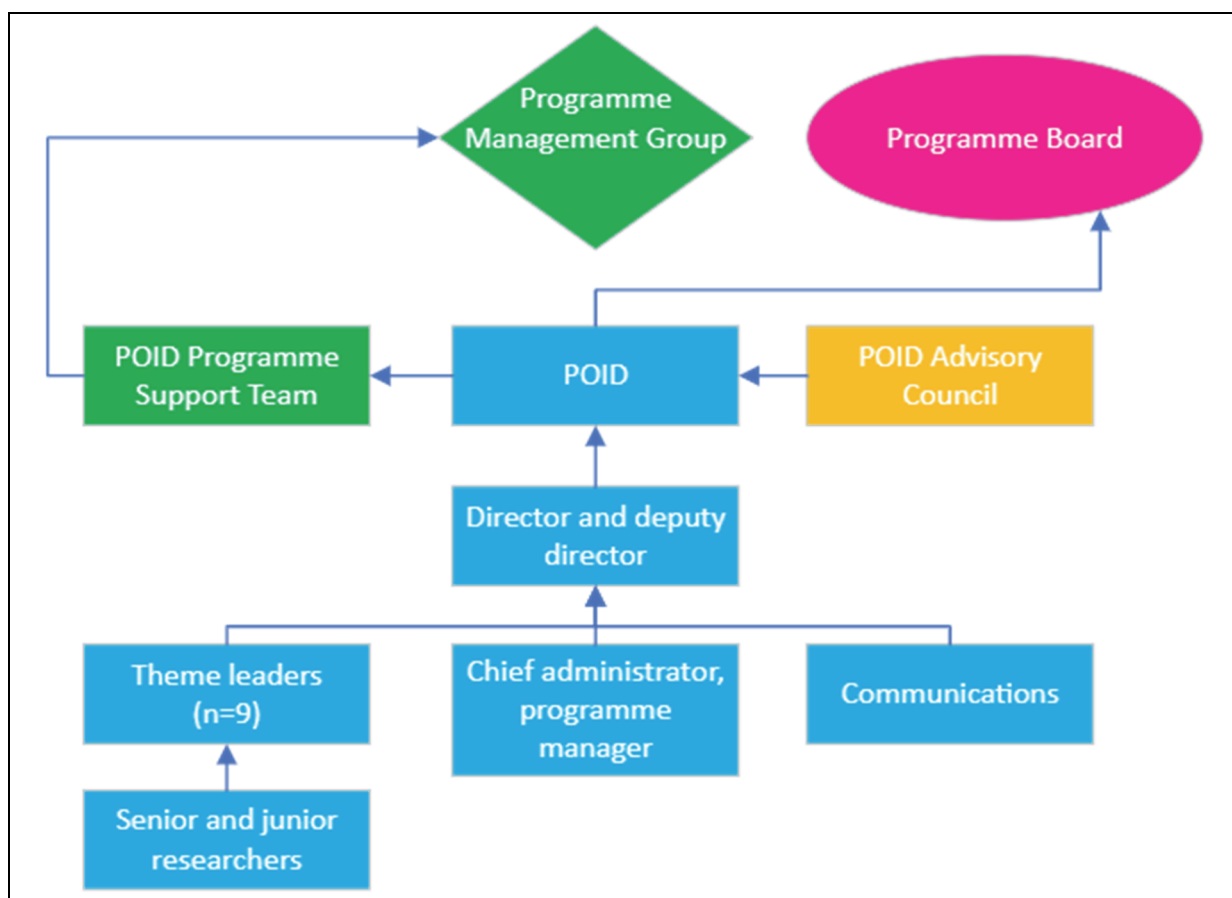 Programme
Management Group
Programme Board
POID Programme
Support Team
POID
POID Advisory
Council
Director and deputy
director
Theme leaders
(n=9)
Chief administrator,
programme
manager
Communications
Senior and junior
researchers